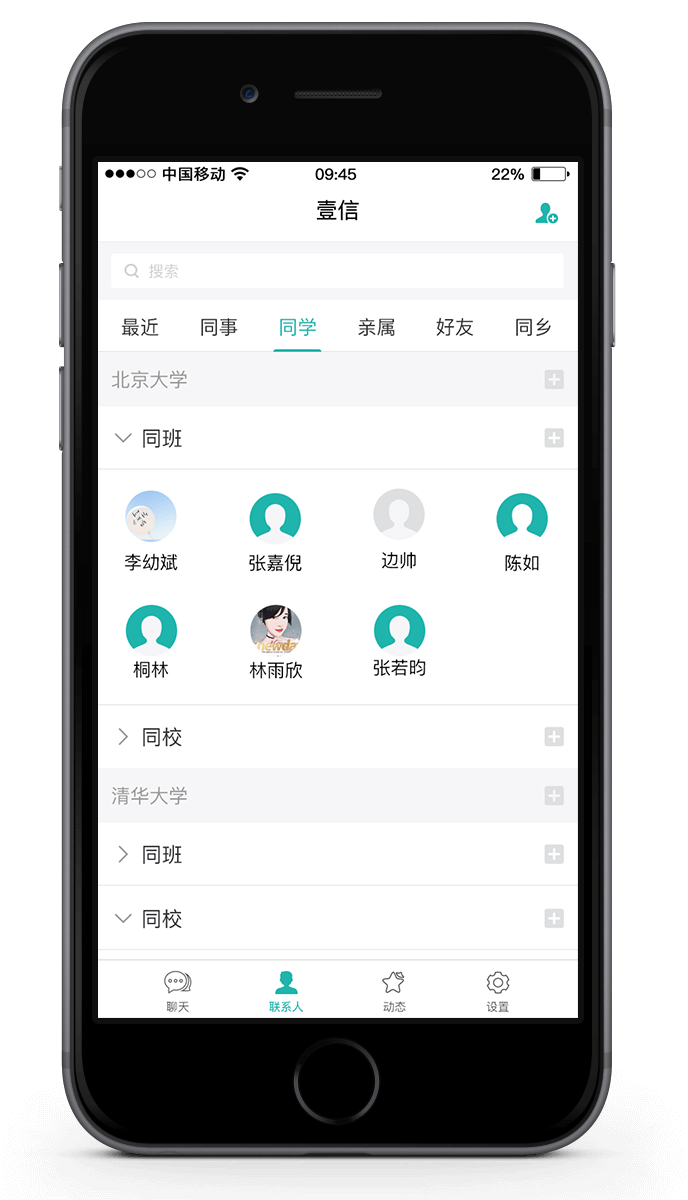 中国移动 09:45 22%
壹信
搜索
最近 同事 同学 亲属 好友 同乡
北京大学
同班
李幼斌 张嘉倪 边帅 陈如
桐林 林雨欣 张若昀
同校
清华大学
同班
同校
聊天 联系人 动态 设置